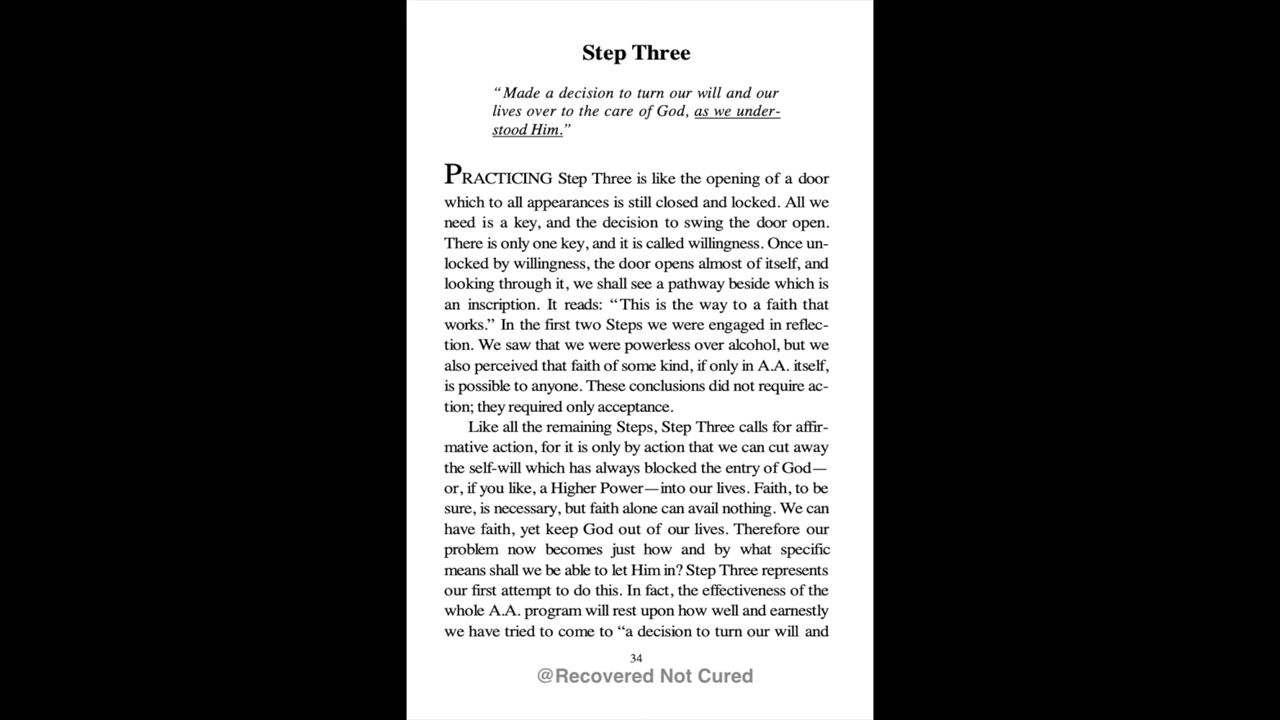 Step Three
“Made a decision to turn our will and our
lives over to the care of God, as we under-
stood Him.”
PRACTICING Step Three is like the opening of a door
which to all appearances is still closed and locked. All we
need is a key, and the decision to swing the door open.
There is only one key, and it is called willingness. Once un-
locked by willingness, the door opens almost of itself, and
looking through it, we shall see a pathway beside which is
an inscription. It reads: “This is the way to a faith that
works.” In the first two Steps we were engaged in reflec-
tion. We saw that we were powerless over alcohol, but we
also perceived that faith of some kind, if only in A.A. itself,
is possible to anyone. These conclusions did not require ac-
tion; they required only acceptance.
Like all the remaining Steps, Step Three calls for affir-
mative action, for it is only by action that we can cut away
the self-will which has always blocked the entry of God—
or, if you like, a Higher Power—into our lives. Faith, to be
sure, is necessary, but faith alone can avail nothing. We can
have faith, yet keep God out of our lives. Therefore our
problem now becomes just how and by what specific
means shall we be able to let Him in? Step Three represents
our first attempt to do this. In fact, the effectiveness of the
whole A.A. program will rest upon how well and earnestly
we have tried to come to “a decision to turn our will and
34
@Recovered Not Cured